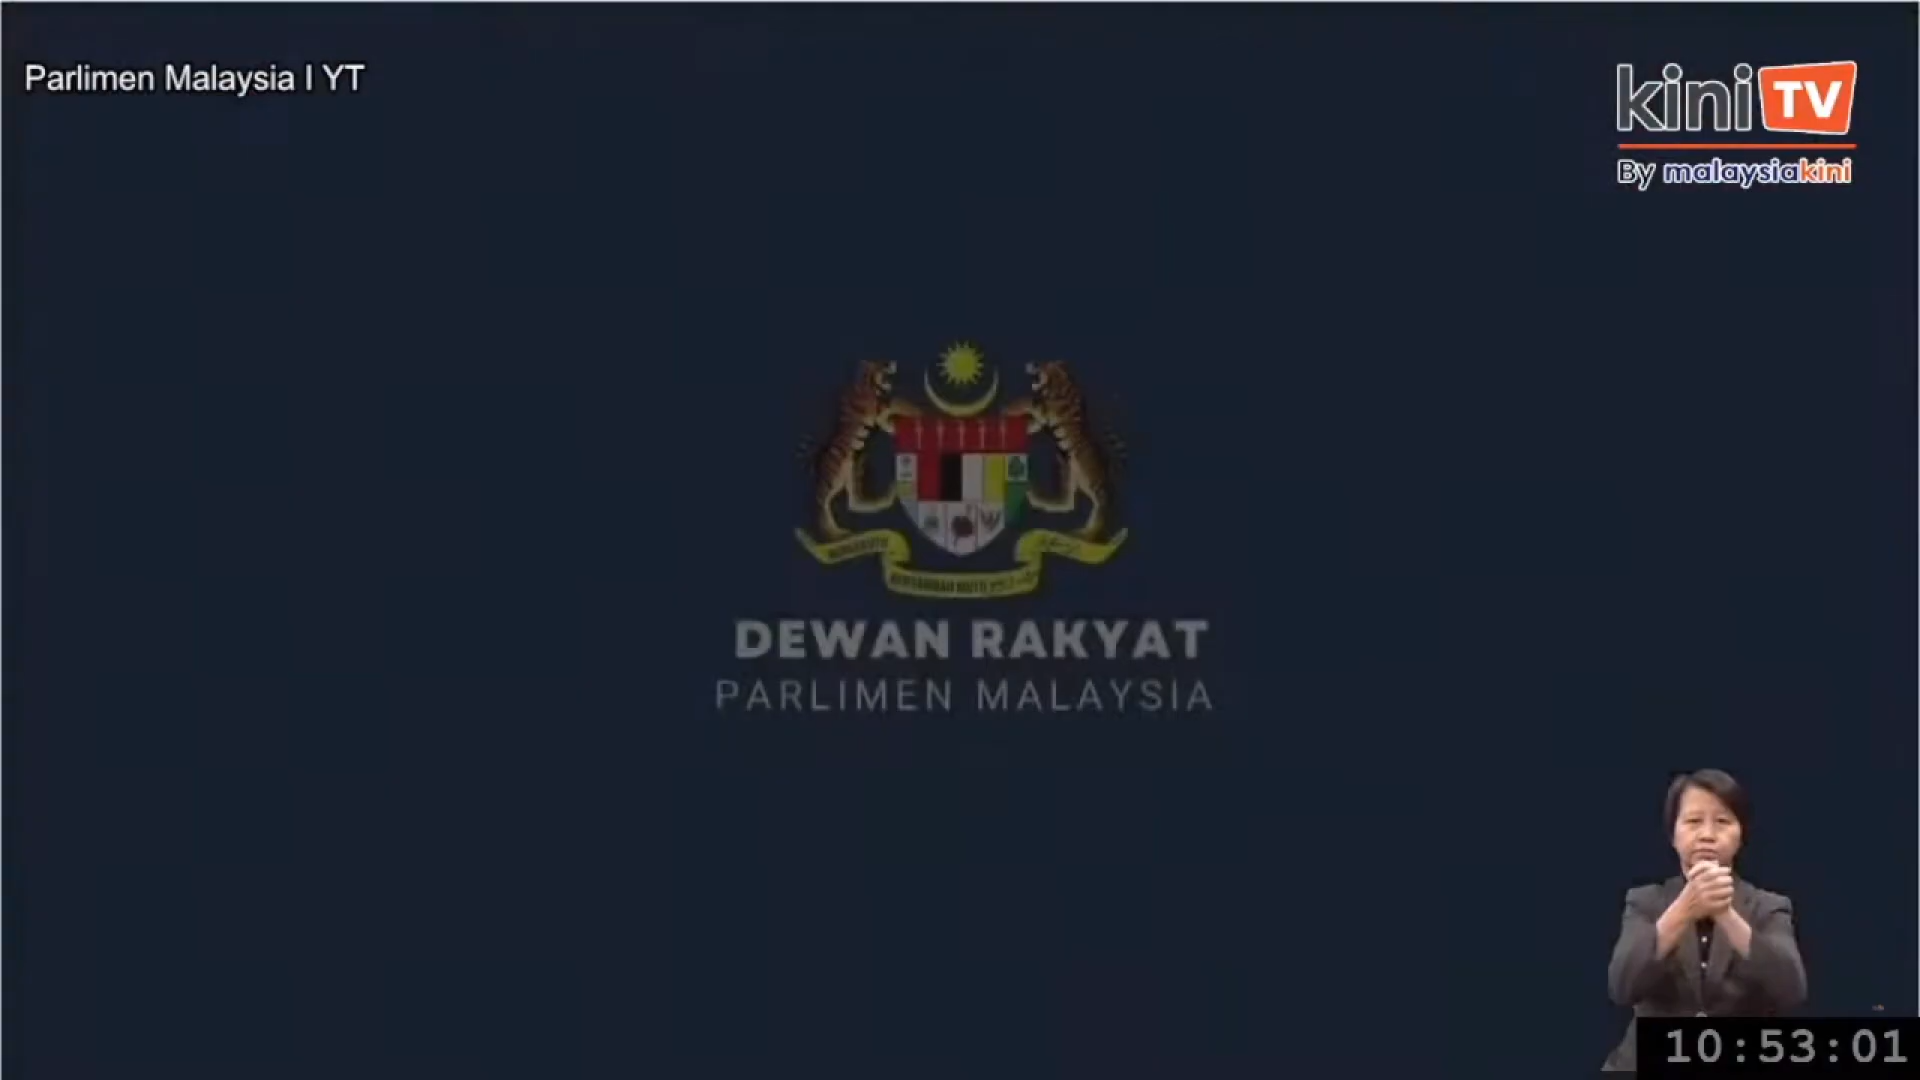 Parlimen Malaysia I YT
kini TV
By malaysiakini
DEWAN RAKYAT
PARLIMEN MALAYSIA
10:53:01